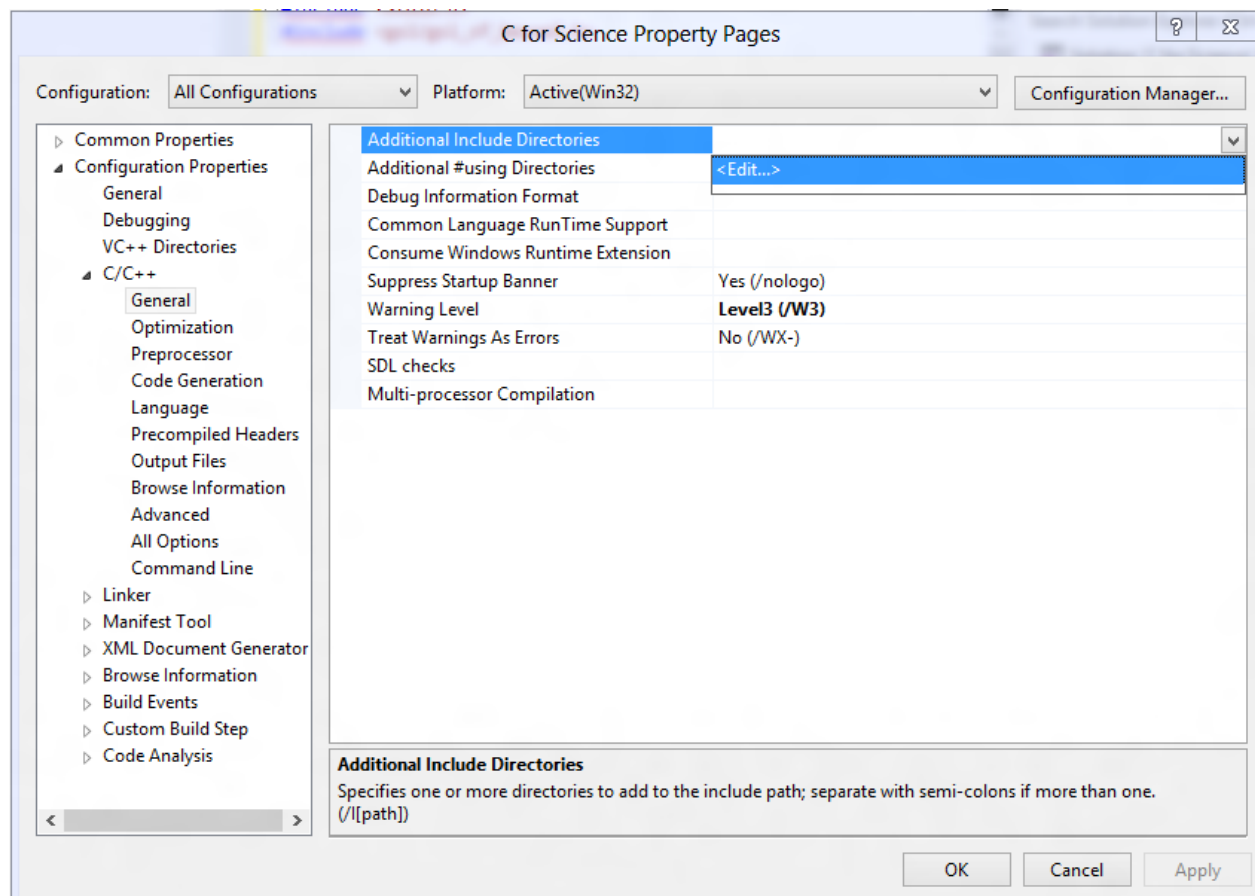 C for Science Property Pages
?
Configuration: All Configurations Platform: Active(Win32) Configuration Manager...
Common Properties
Configuration Properties
General
Debugging
VC++ Directories
C/C++
General
Optimization
Preprocessor
Code Generation
Language
Precompiled Headers
Output Files
Browse Information
Advanced
All Options
Command Line
Linker
Manifest Tool
XML Document Generator
Browse Information
Build Events
Custom Build Step
Code Analysis
Additional Include Directories
Additional #using Directories <Edit...>
Debug Information Format
Common Language RunTime Support
Consume Windows Runtime Extension
Suppress Startup Banner Yes (/nologo)
Warning Level Level3 (/W3)
Treat Warnings As Errors No (/WX-)
SDL checks
Multi-processor Compilation
Additional Include Directories
Specifies one or more directories to add to the include path; separate with semi-colons if more than one.
(/I[path])
OK Cancel Apply